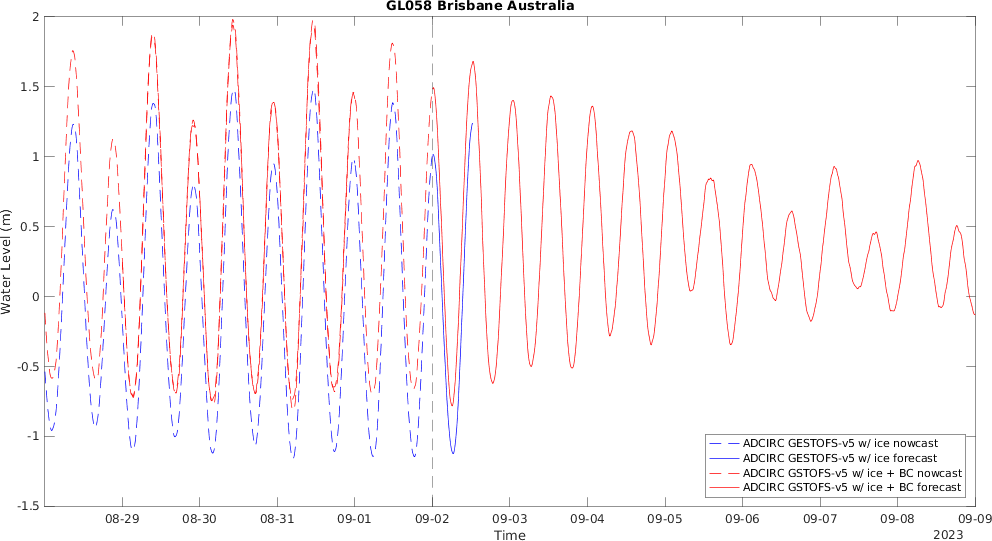 GL058 Brisbane Australia
Water Level (m)
2
1.5
1
0.5
0
-0.5
-1
-1.5
08-29 08-30 08-31 09-01 09-02 09-03 09-04 09-05 09-06 09-07 09-08 09-09
Time
2023
ADCIRC GESTOFS-v5 w/ ice nowcast
ADCIRC GESTOFS-v5 w/ ice forecast
ADCIRC GSTOFS-v5 w/ ice + BC nowcast
ADCIRC GSTOFS-v5 w/ ice + BC forecast